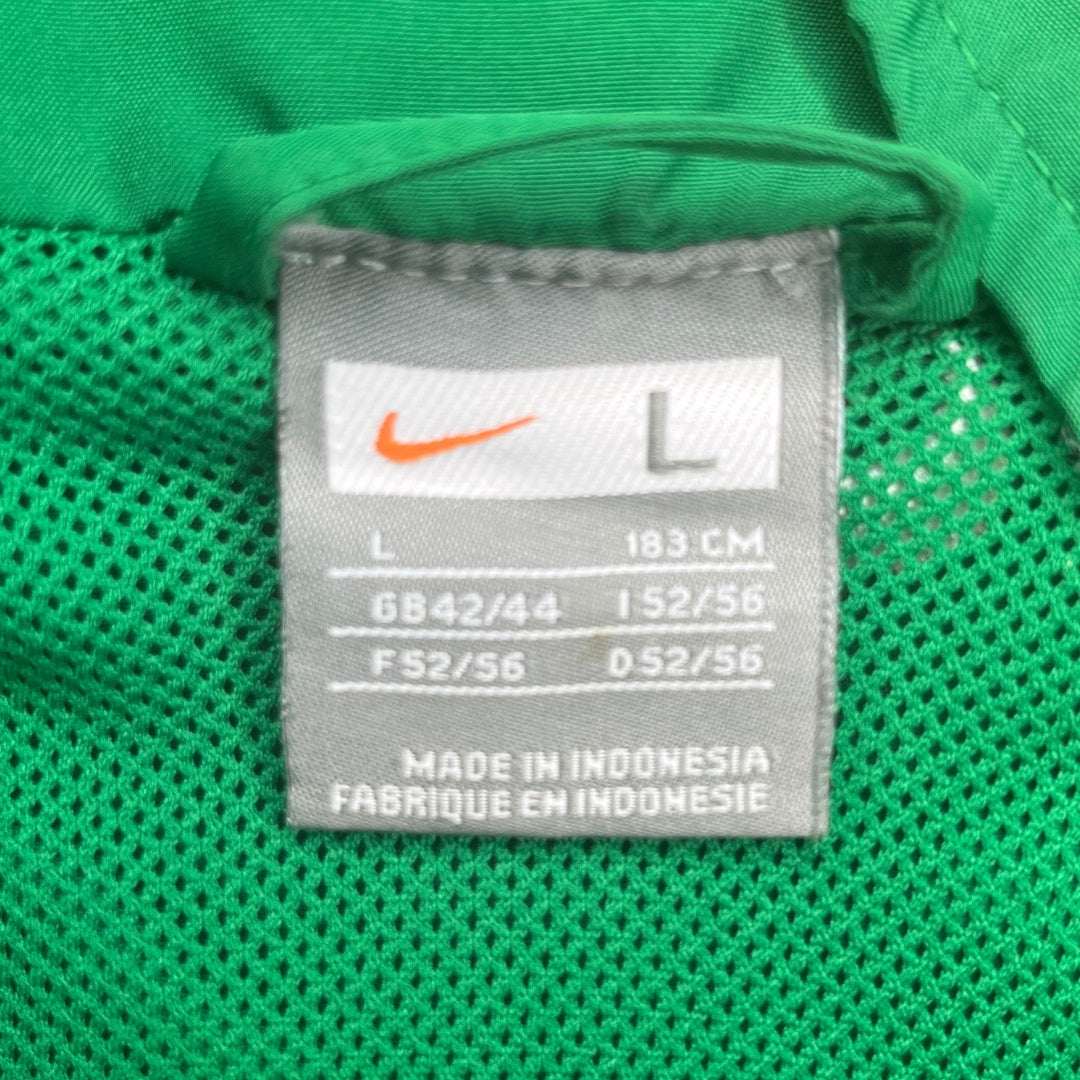 L
L 183 CM
GB42/44 I52/56
F52/56 D52/56
MADE IN INDONESIA
FABRIQUE EN INDONESIE